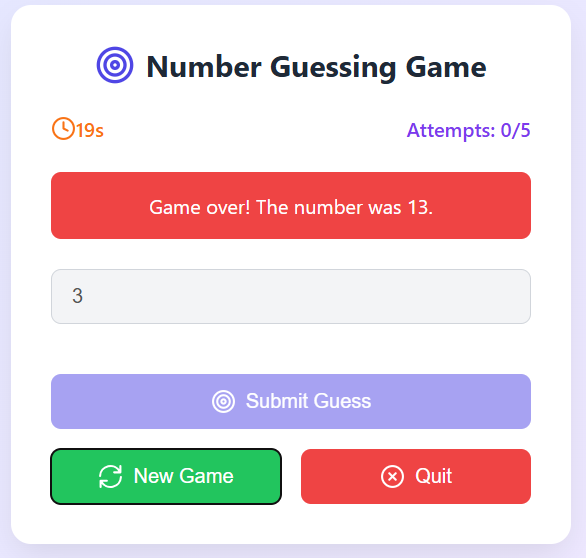 Number Guessing Game
19s
Attempts: 0/5
Game over! The number was 13.
3
Submit Guess
New Game
Quit